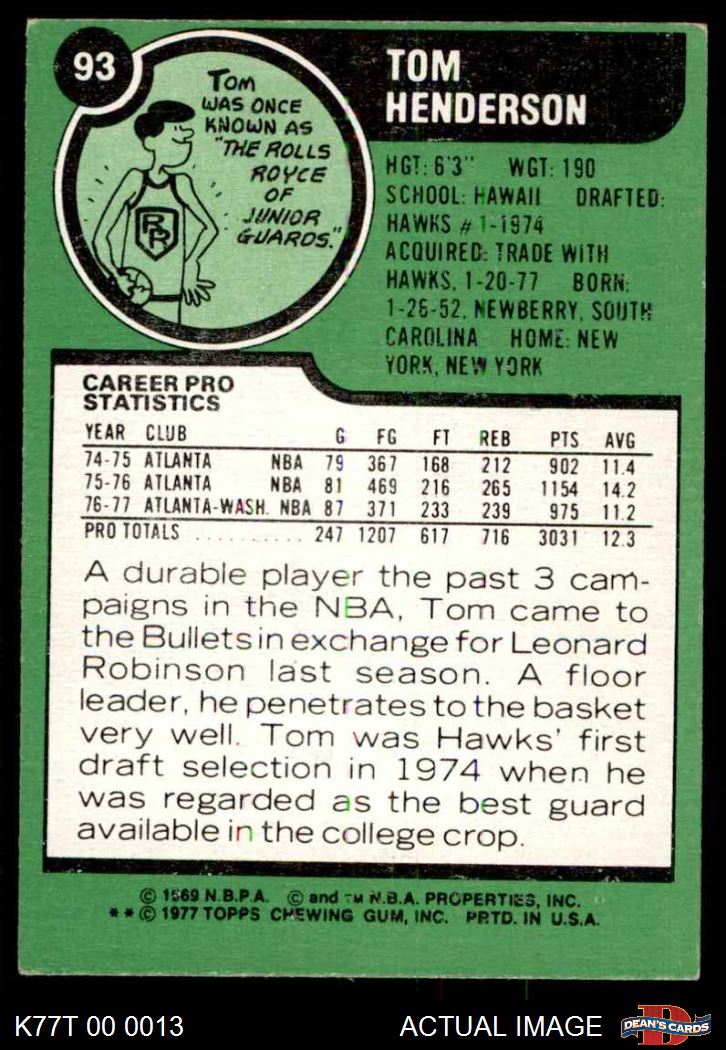 93
TOM
HENDERSON
TOM
WAS ONCE
KNOWN AS
"THE ROLLS
ROYCE
OF
JUNIOR
GUARDS."
RR
HGT: 6'3" WGT: 190
SCHOOL: HAWAII DRAFTED:
HAWKS # 1-1974
ACQUIRED: TRADE WITH
HAWKS, 1-20-77 BORN:
1-26-52, NEWBERRY, SOUTH
CAROLINA HOME: NEW
YORK, NEW YORK
CAREER PRO
STATISTICS
YEAR CLUB G FG FT REB PTS AVG
74-75 ATLANTA NBA 79 367 168 212 902 11.4
75-76 ATLANTA NBA 81 469 216 265 1154 14.2
76-77 ATLANTA-WASH. NBA 87 371 233 239 975 11.2
PRO TOTALS .......... 247 1207 617 716 3031 12.3
A durable player the past 3 cam-
paigns in the NBA, Tom came to
the Bullets in exchange for Leonard
Robinson last season. A floor
leader, he penetrates to the basket
very well. Tom was Hawks' first
draft selection in 1974 when he
was regarded as the best guard
available in the college crop.
© 1969 N.B.P.A. © and TM N.B.A. PROPERTIES, INC.
**© 1977 TOPPS CHEWING GUM, INC. PRTD. IN U.S.A.
K77T 00 0013
ACTUAL IMAGE
D
DEAN'S CARDS